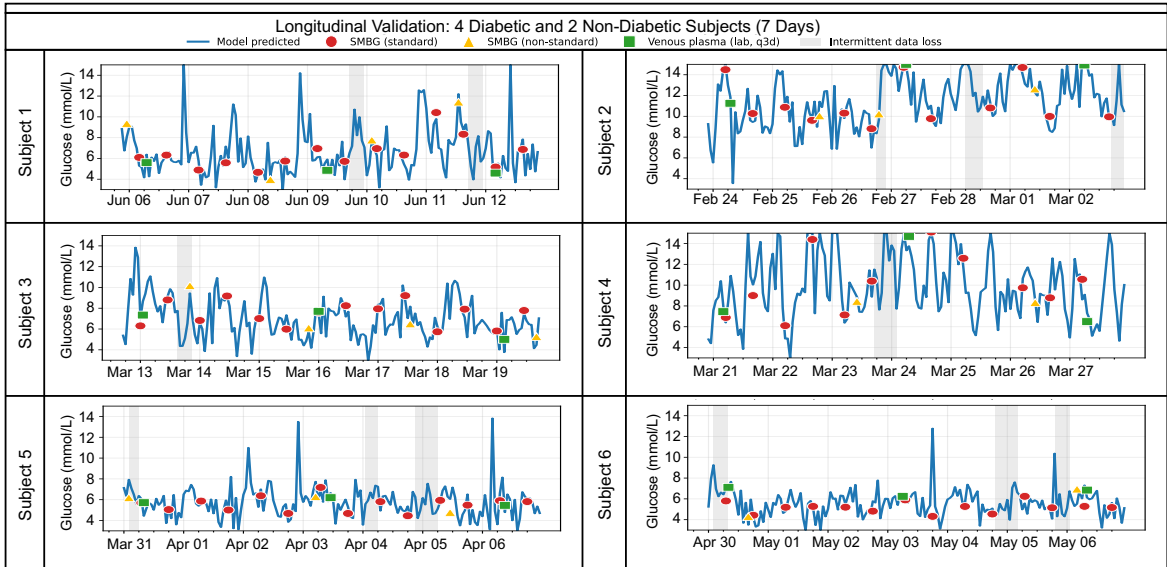 Longitudinal Validation: 4 Diabetic and 2 Non-Diabetic Subjects (7 Days)
Model predicted SMBG (standard) SMBG (non-standard) Venous plasma (lab, q3d) Intermittent data loss
Subject 1
Glucose (mmol/L)
14
12
10
8
6
4
Jun 06 Jun 07 Jun 08 Jun 09 Jun 10 Jun 11 Jun 12
Subject 2
Glucose (mmol/L)
14
12
10
8
6
4
Feb 24 Feb 25 Feb 26 Feb 27 Feb 28 Mar 01 Mar 02
Subject 3
Glucose (mmol/L)
14
12
10
8
6
4
Mar 13 Mar 14 Mar 15 Mar 16 Mar 17 Mar 18 Mar 19
Subject 4
Glucose (mmol/L)
14
12
10
8
6
4
Mar 21 Mar 22 Mar 23 Mar 24 Mar 25 Mar 26 Mar 27
Subject 5
Glucose (mmol/L)
14
12
10
8
6
4
Mar 31 Apr 01 Apr 02 Apr 03 Apr 04 Apr 05 Apr 06
Subject 6
Glucose (mmol/L)
14
12
10
8
6
4
Apr 30 May 01 May 02 May 03 May 04 May 05 May 06